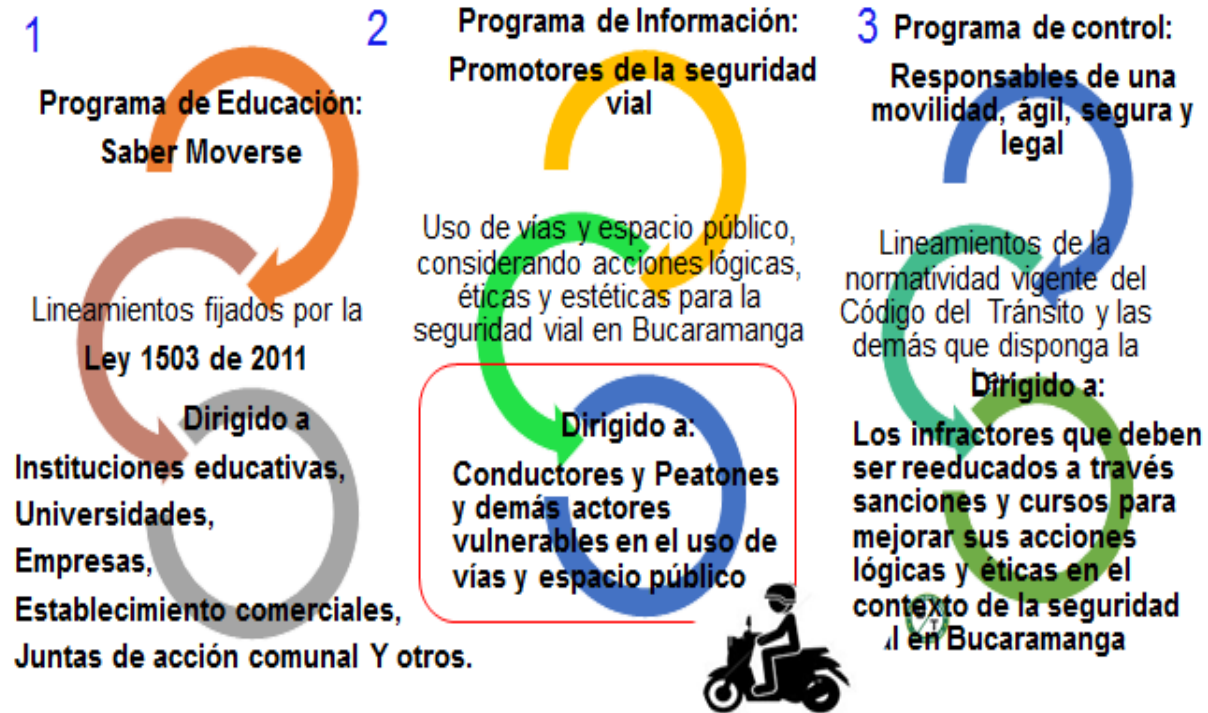 1
Programa de Educación:
Saber Moverse
Lineamientos fijados por la
Ley 1503 de 2011
Dirigido a
Instituciones educativas,
Universidades,
Empresas,
Establecimiento comerciales,
Juntas de acción comunal Y otros.
2
Programa de Información:
Promotores de la seguridad
vial
Uso de vías y espacio público,
considerando acciones lógicas,
éticas y estéticas para la
seguridad vial en Bucaramanga
Dirigido a:
Conductores y Peatones
y demás actores
vulnerables en el uso de
vías y espacio público
3
Programa de control:
Responsables de una
movilidad, ágil, segura y
legal
Lineamientos de la
normatividad vigente del
Código del Tránsito y las
demás que disponga la
Dirigido a:
Los infractores que deben
ser reeducados a través
sanciones y cursos para
mejorar sus acciones
lógicas y éticas en el
contexto de la seguridad
en Bucaramanga